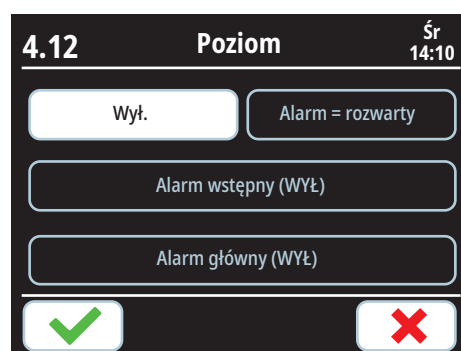 4.12 Poziom Śr
14:10
Wył. Alarm = rozwarty
Alarm wstępny (WYŁ)
Alarm główny (WYŁ)